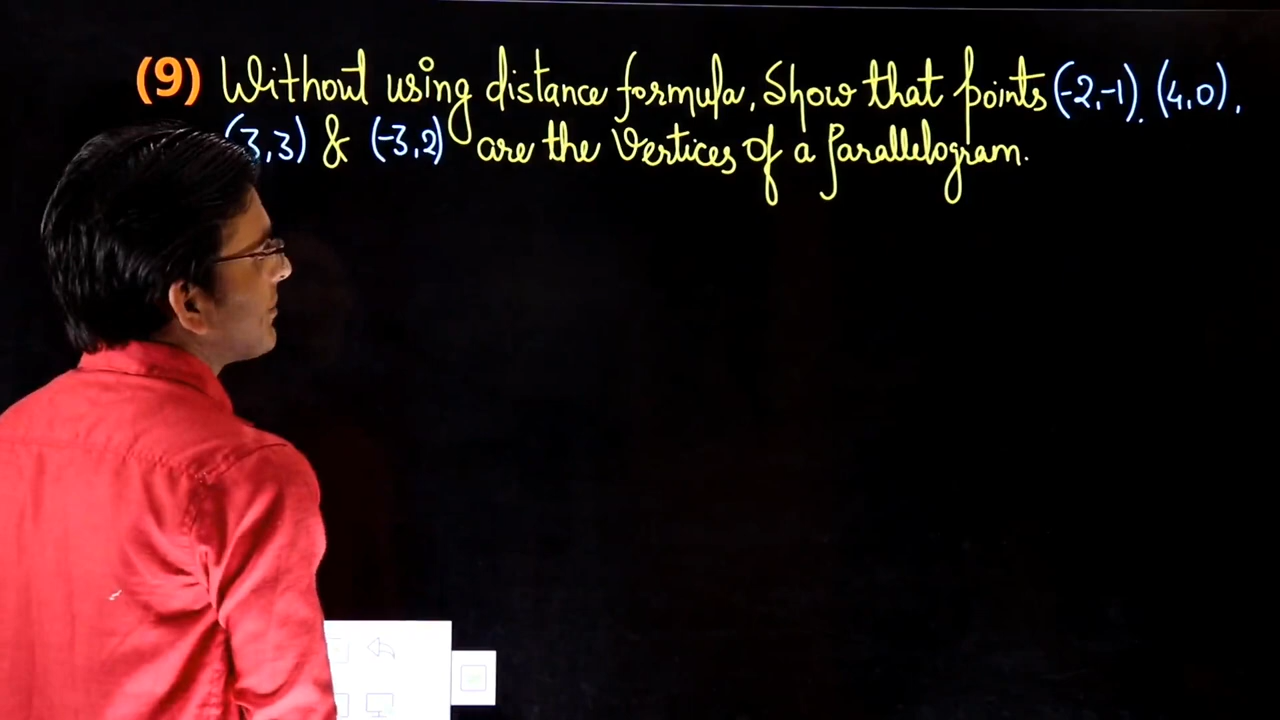 (9) Without using distance formula, Show that points (-2,-1), (4,0),
(3,3) & (-3,2) are the Vertices of a parallelogram.